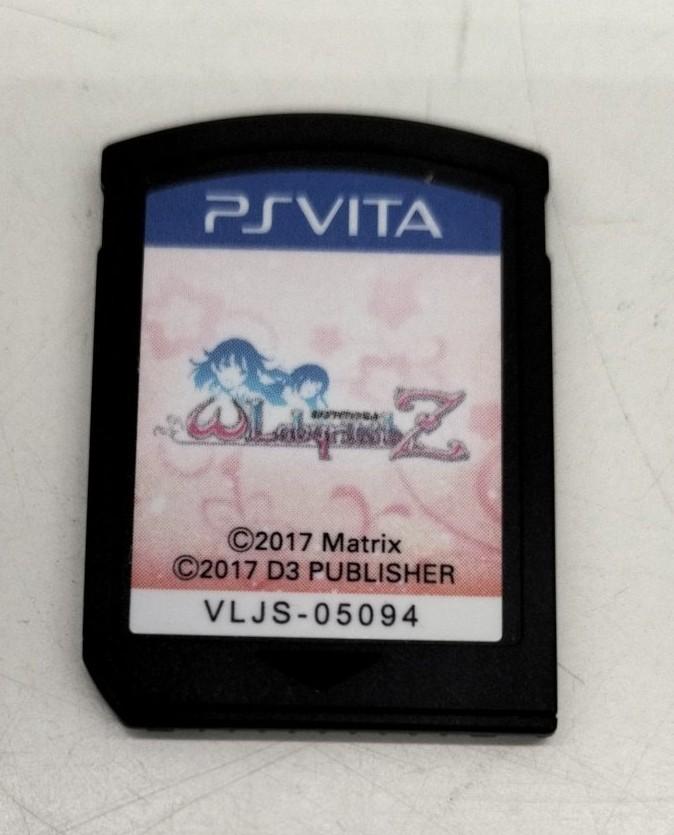 PSVITA
ωLabyrinth Z
©2017 Matrix
©2017 D3 PUBLISHER
VLJS-05094